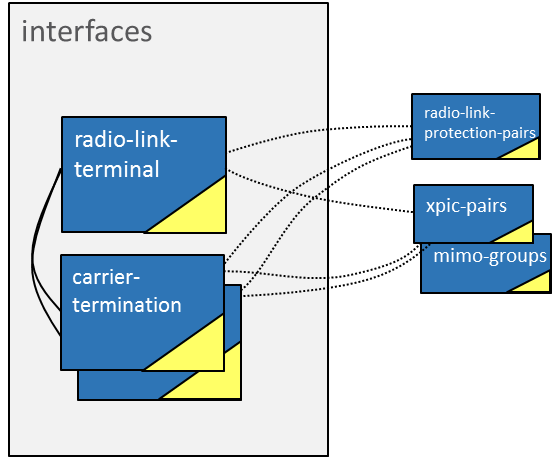 interfaces
radio-link-
terminal
carrier-
termination
radio-link-
protection-pairs
xpic-pairs
mimo-groups